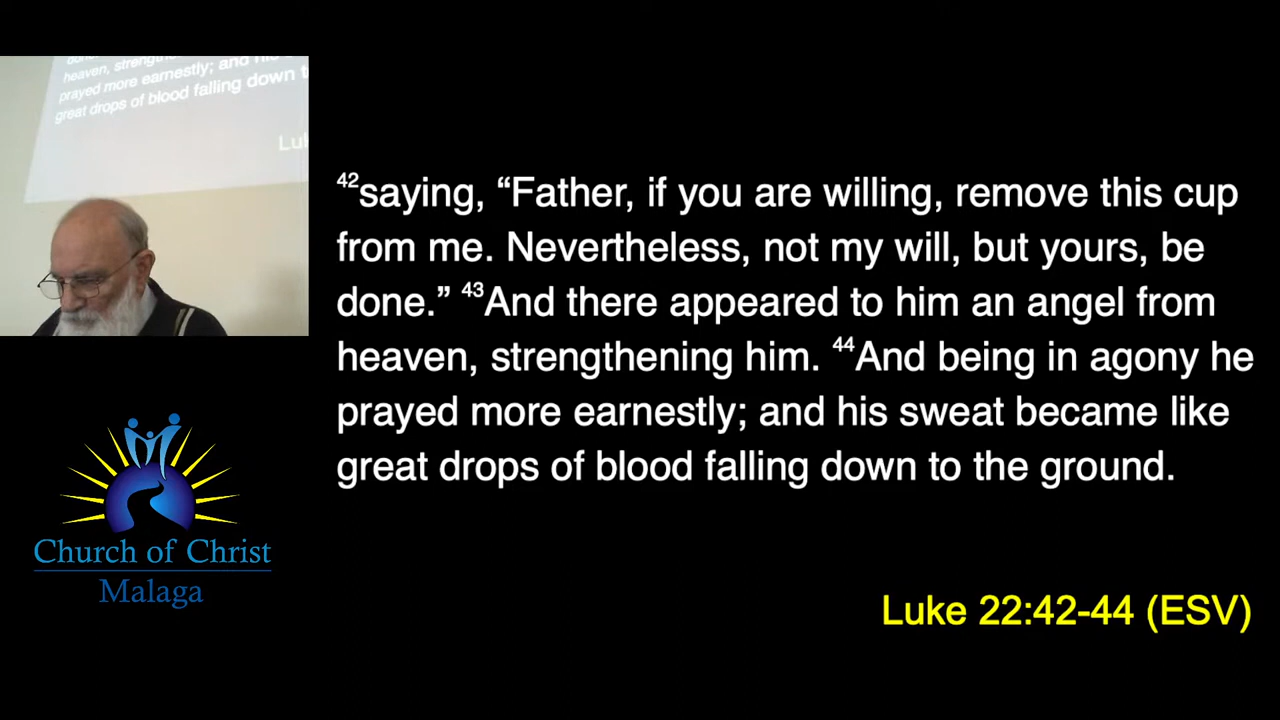 done
heaven, strengthe
prayed more earnestly; and his
great drops of blood falling down t
Luk
42saying, “Father, if you are willing, remove this cup
from me. Nevertheless, not my will, but yours, be
done.” 43And there appeared to him an angel from
heaven, strengthening him. 44And being in agony he
prayed more earnestly; and his sweat became like
great drops of blood falling down to the ground.
Luke 22:42-44 (ESV)
Church of Christ
Malaga